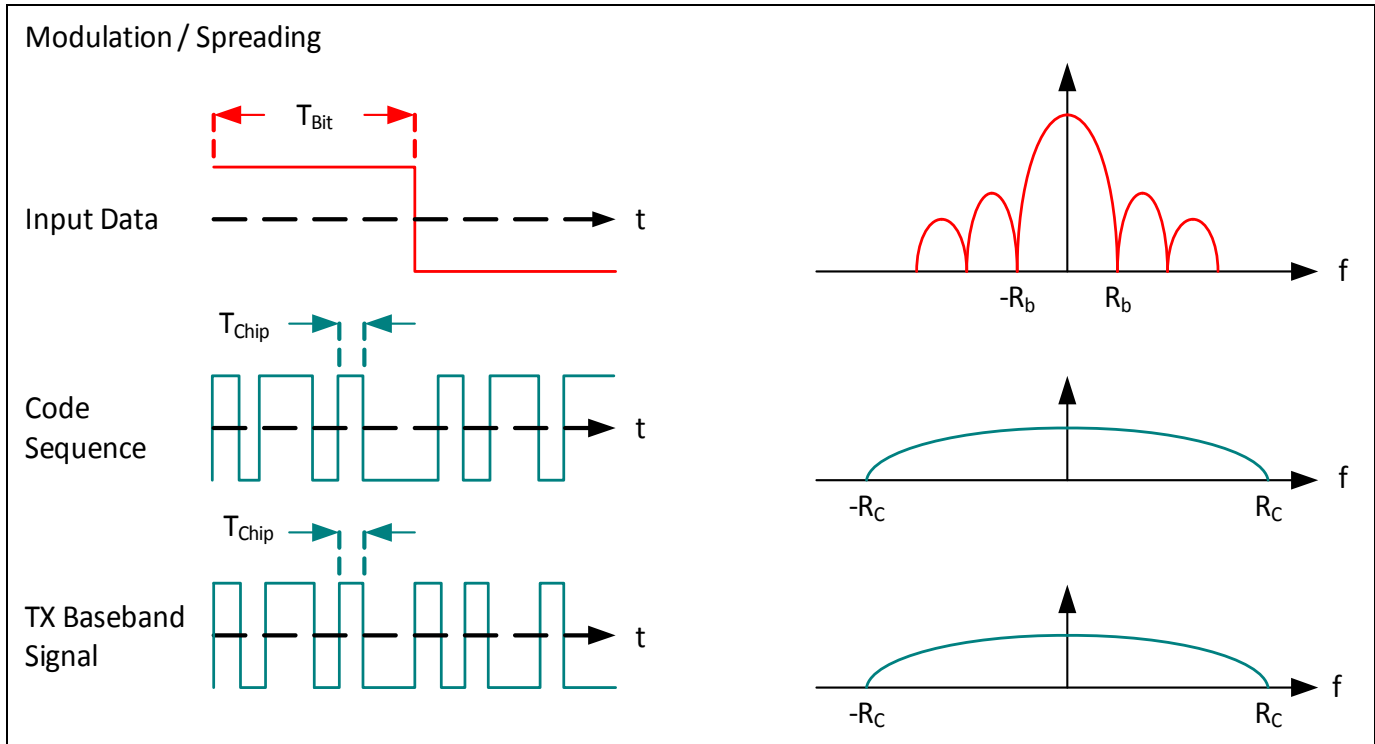 Modulation / Spreading
T_Bit
Input Data
t
-R_b
R_b
f
T_Chip
Code
Sequence
t
-R_C
R_C
f
T_Chip
TX Baseband
Signal
t
-R_C
R_C
f